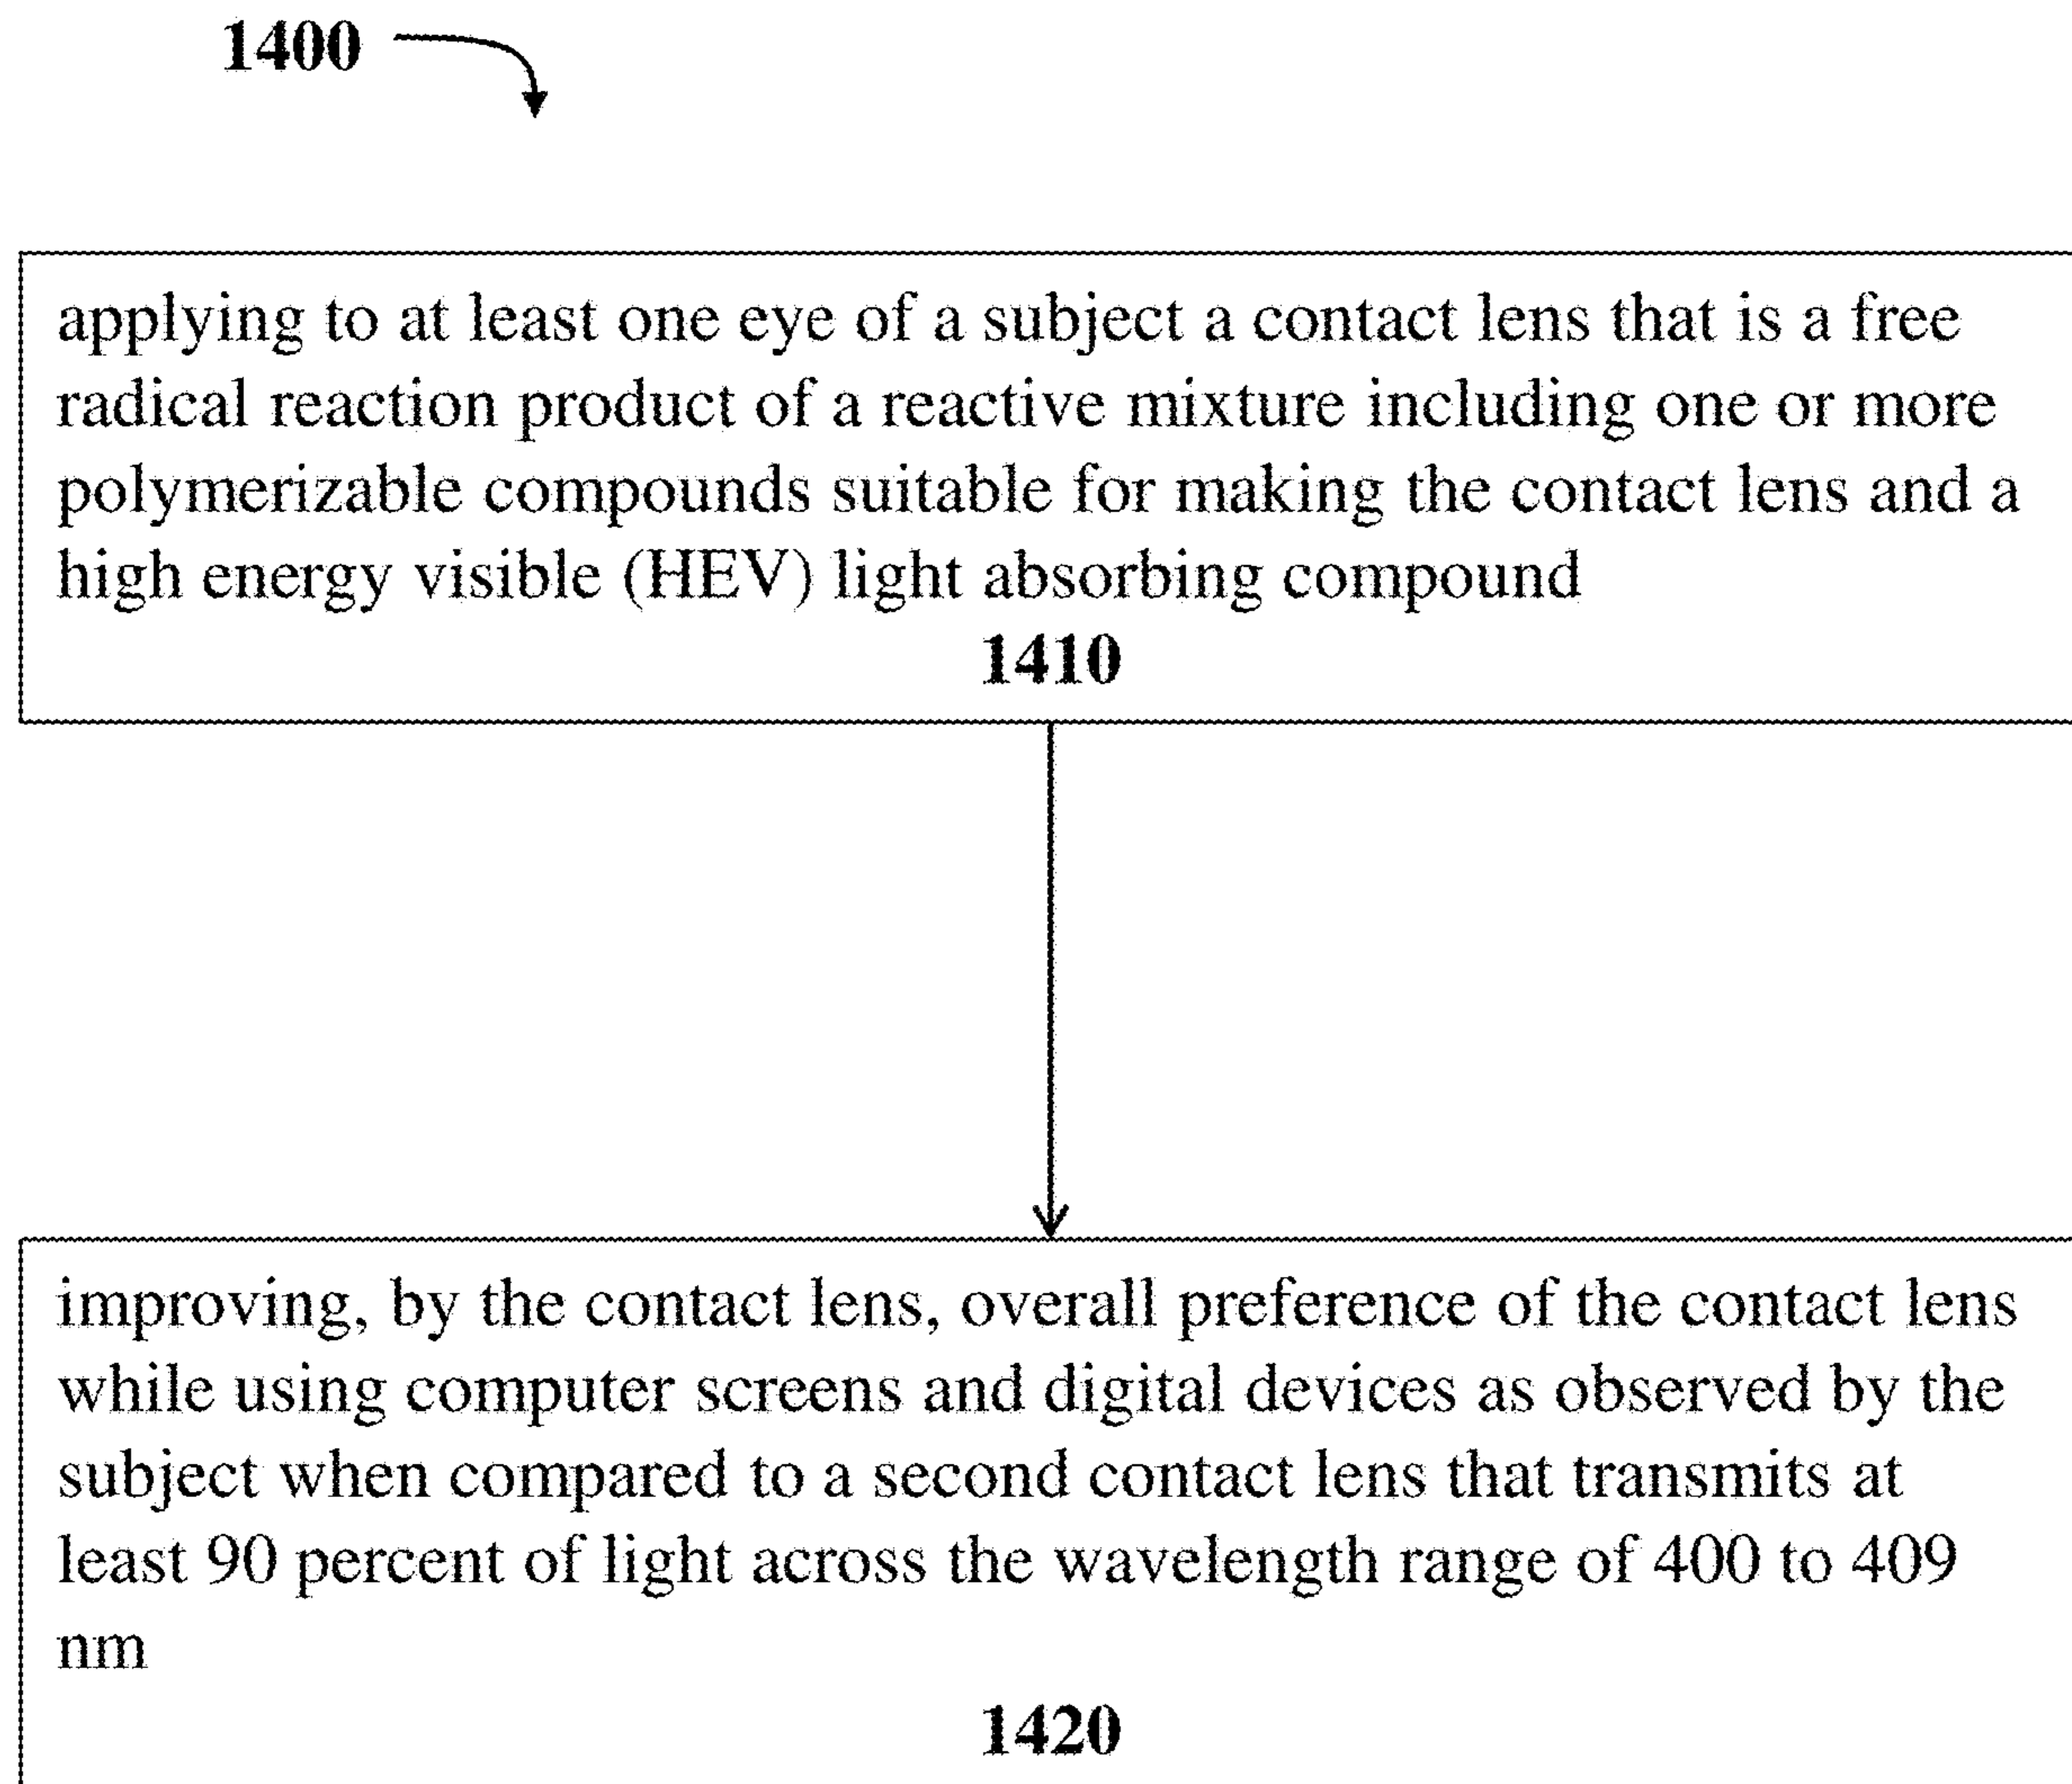 1400
applying to at least one eye of a subject a contact lens that is a free
radical reaction product of a reactive mixture including one or more
polymerizable compounds suitable for making the contact lens and a
high energy visible (HEV) light absorbing compound
1410
improving, by the contact lens, overall preference of the contact lens
while using computer screens and digital devices as observed by the
subject when compared to a second contact lens that transmits at
least 90 percent of light across the wavelength range of 400 to 409
nm
1420